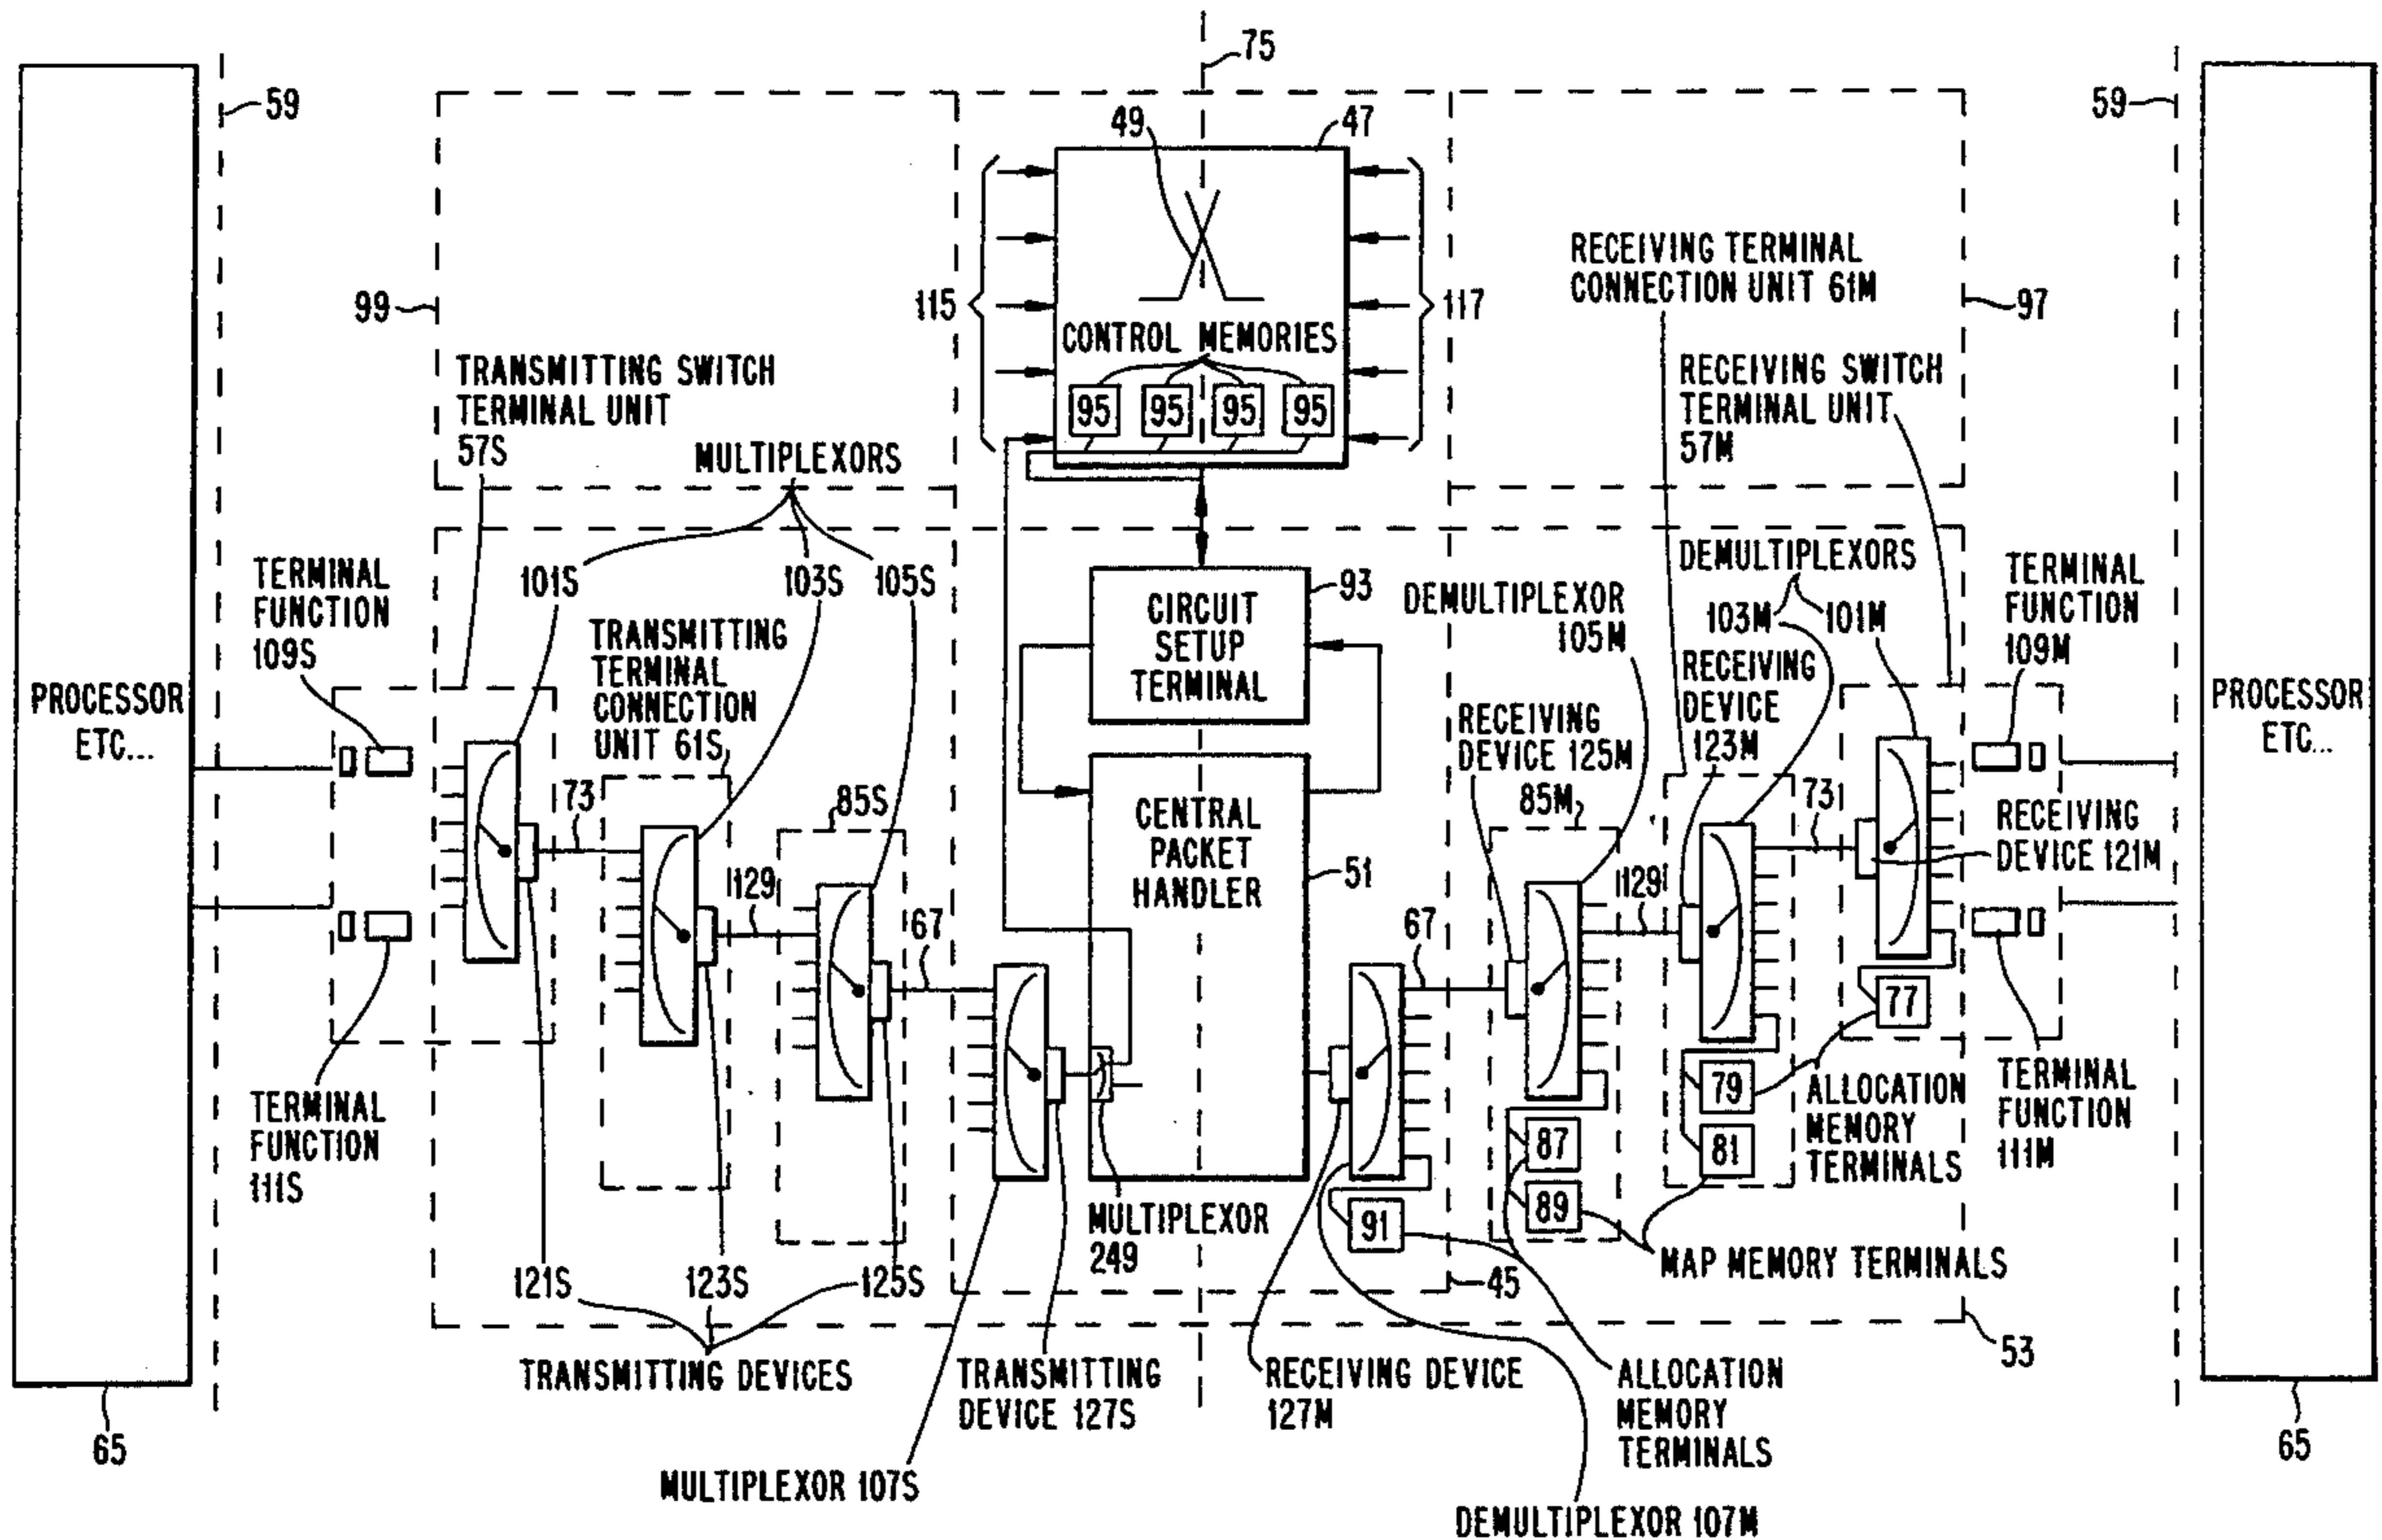 75
59
59
49
47
99
115
117
97
CONTROL MEMORIES
95
95
95
95
RECEIVING TERMINAL
CONNECTION UNIT 61M
TRANSMITTING SWITCH
TERMINAL UNIT
57S
MULTIPLEXORS
RECEIVING SWITCH
TERMINAL UNIT
57M
TERMINAL
FUNCTION
109S
101S
103S
105S
TRANSMITTING
TERMINAL
CONNECTION
UNIT 61S
CIRCUIT
SETUP
TERMINAL
93
DEMULTIPLEXOR
105M
DEMULTIPLEXORS
103M
101M
RECEIVING
DEVICE
123M
TERMINAL
FUNCTION
109M
PROCESSOR
ETC...
PROCESSOR
ETC...
RECEIVING
DEVICE 125M
85M
73
85S
129
67
CENTRAL
PACKET
HANDLER
51
67
129
73
RECEIVING
DEVICE 121M
77
79
81
87
89
91
ALLOCATION
MEMORY
TERMINALS
TERMINAL
FUNCTION
111M
TERMINAL
FUNCTION
111S
MULTIPLEXOR
249
MAP MEMORY TERMINALS
121S
123S
125S
45
53
TRANSMITTING DEVICES
TRANSMITTING
DEVICE 127S
RECEIVING DEVICE
127M
ALLOCATION
MEMORY
TERMINALS
65
65
MULTIPLEXOR 107S
DEMULTIPLEXOR 107M